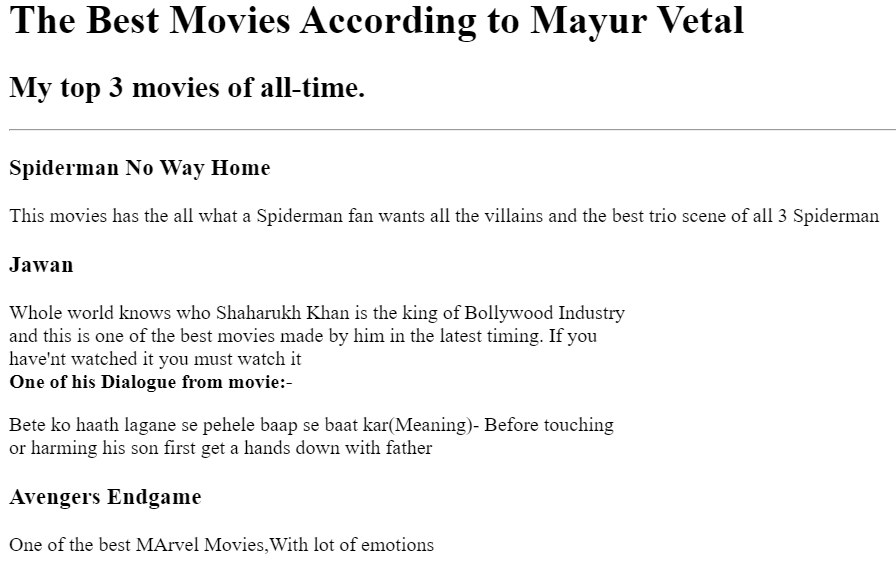 The Best Movies According to Mayur Vetal
My top 3 movies of all-time.
Spiderman No Way Home
This movies has the all what a Spiderman fan wants all the villains and the best trio scene of all 3 Spiderman
Jawan
Whole world knows who Shaharukh Khan is the king of Bollywood Industry
and this is one of the best movies made by him in the latest timing. If you
have'nt watched it you must watch it
One of his Dialogue from movie:-
Bete ko haath lagane se pehele baap se baat kar(Meaning)- Before touching
or harming his son first get a hands down with father
Avengers Endgame
One of the best MArvel Movies,With lot of emotions